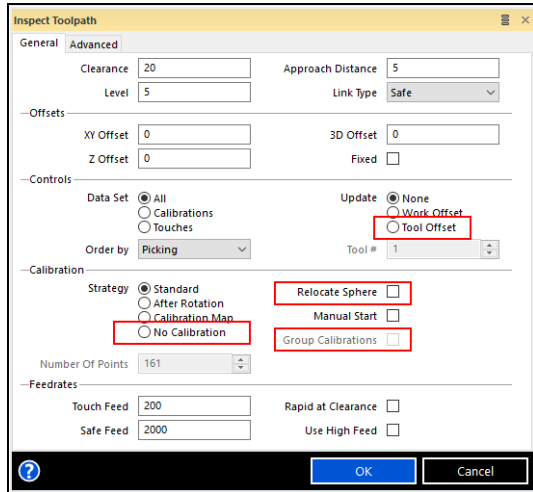 Inspect Toolpath
General Advanced
Clearance 20 Approach Distance 5
Level 5 Link Type Safe
Offsets
XY Offset 0 3D Offset 0
Z Offset 0 Fixed
Controls
Data Set All Update None
Calibrations Work Offset
Touches Tool Offset
Order by Picking Tool # 1
Calibration
Strategy Standard Relocate Sphere
After Rotation
Calibration Map Manual Start
No Calibration Group Calibrations
Number Of Points 161
Feedrates
Touch Feed 200 Rapid at Clearance
Safe Feed 2000 Use High Feed
? OK Cancel